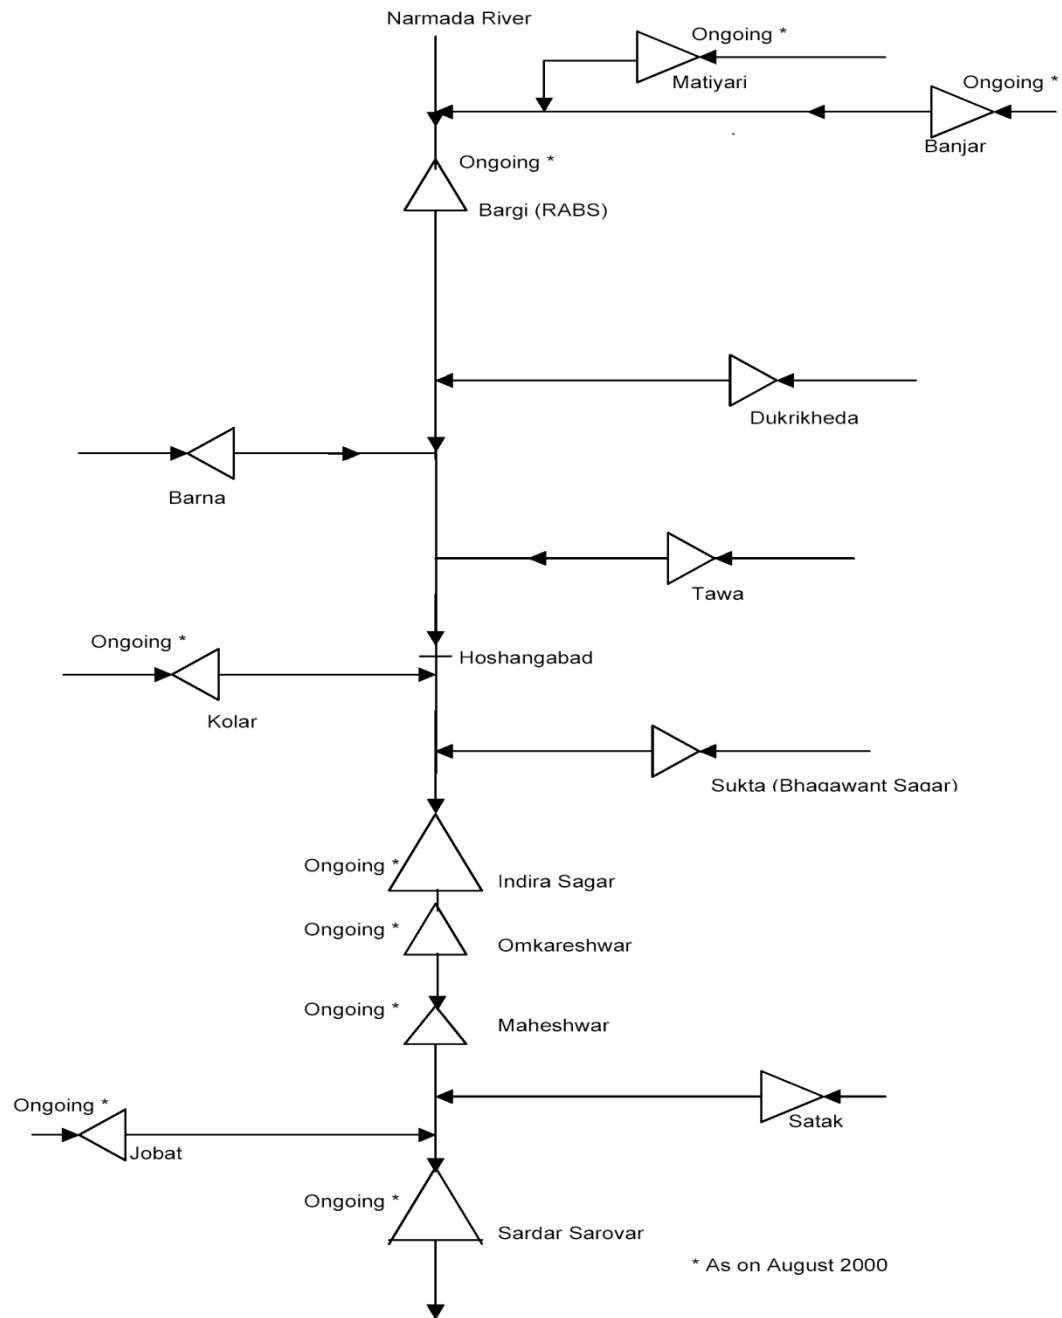 Narmada River
Ongoing *
Matiyari
Ongoing *
Banjar
Ongoing *
Bargi (RABS)
Dukrikheda
Barna
Tawa
Ongoing *
Hoshangabad
Kolar
Sukta (Bhagawant Sagar)
Ongoing *
Indira Sagar
Ongoing *
Omkareshwar
Ongoing *
Maheshwar
Ongoing *
Satak
Jobat
Ongoing *
Sardar Sarovar
* As on August 2000